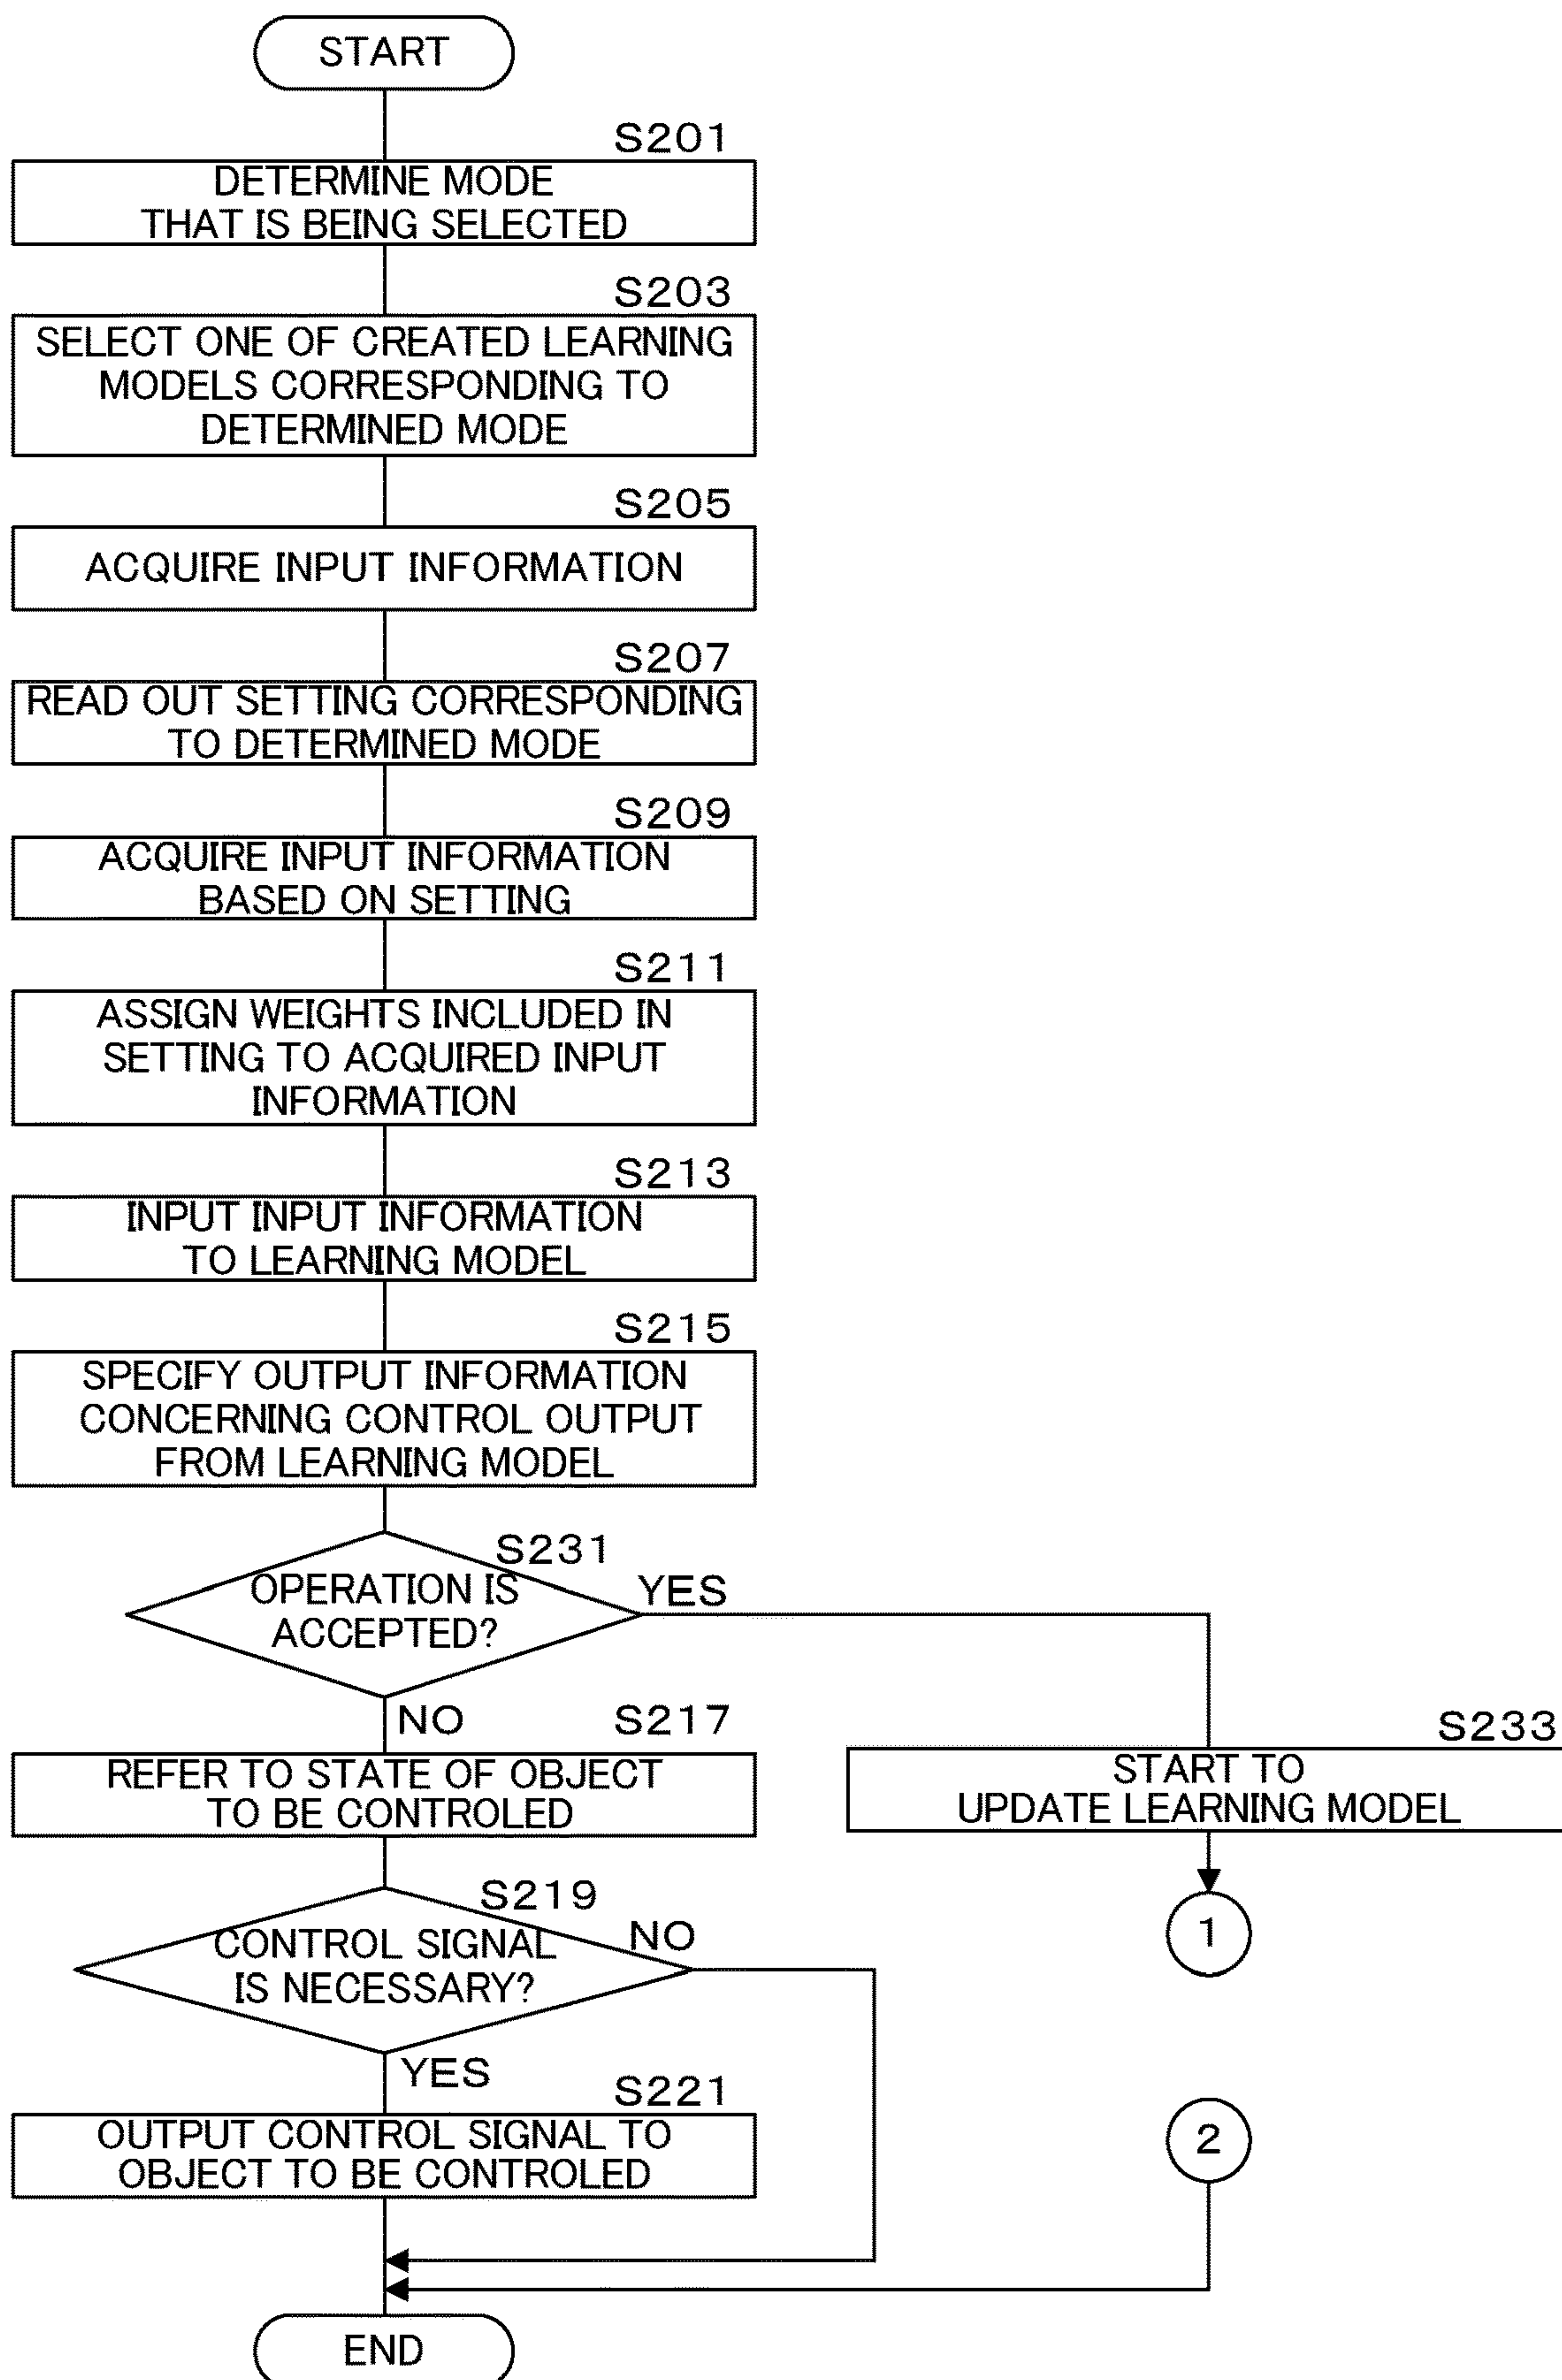 START
S201
DETERMINE MODE
THAT IS BEING SELECTED
S203
SELECT ONE OF CREATED LEARNING
MODELS CORRESPONDING TO
DETERMINED MODE
S205
ACQUIRE INPUT INFORMATION
S207
READ OUT SETTING CORRESPONDING
TO DETERMINED MODE
S209
ACQUIRE INPUT INFORMATION
BASED ON SETTING
S211
ASSIGN WEIGHTS INCLUDED IN
SETTING TO ACQUIRED INPUT
INFORMATION
S213
INPUT INPUT INFORMATION
TO LEARNING MODEL
S215
SPECIFY OUTPUT INFORMATION
CONCERNING CONTROL OUTPUT
FROM LEARNING MODEL
S231
OPERATION IS
ACCEPTED?
YES
NO
S217
REFER TO STATE OF OBJECT
TO BE CONTROLED
S233
START TO
UPDATE LEARNING MODEL
1
S219
CONTROL SIGNAL
IS NECESSARY?
NO
YES
S221
OUTPUT CONTROL SIGNAL TO
OBJECT TO BE CONTROLED
2
END